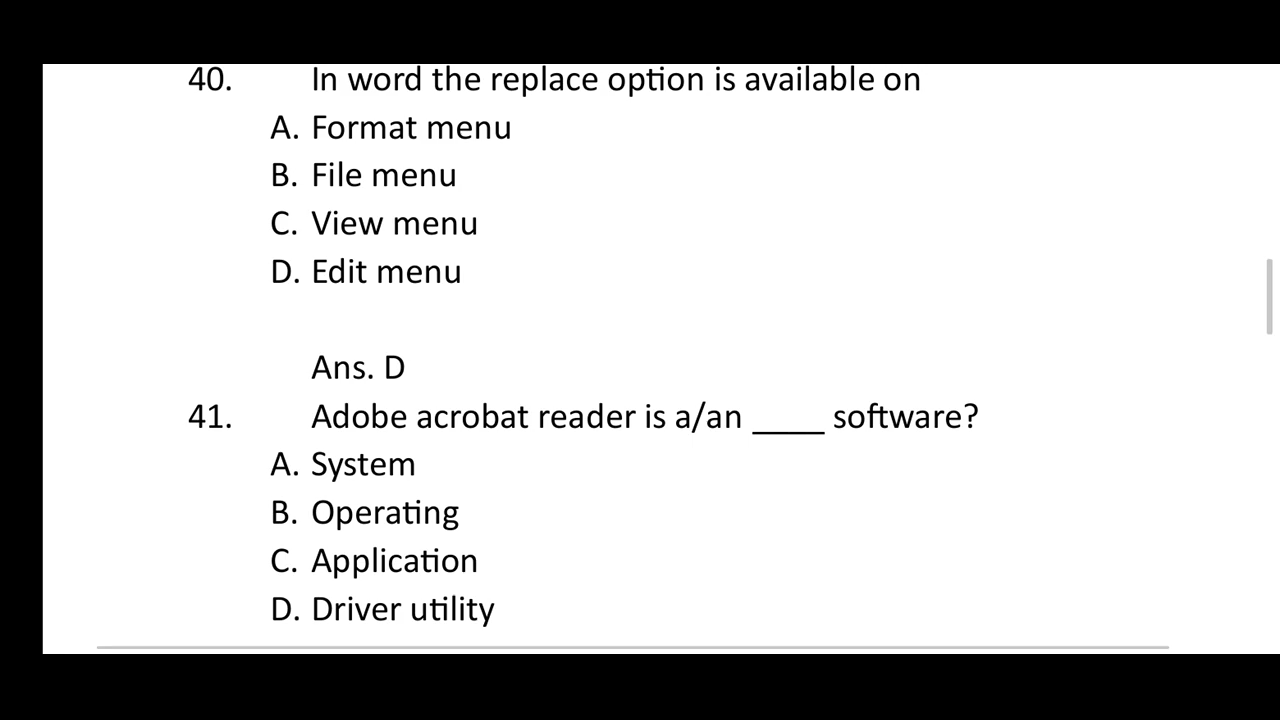 40. In word the replace option is available on
A. Format menu
B. File menu
C. View menu
D. Edit menu
Ans. D
41. Adobe acrobat reader is a/an ____ software?
A. System
B. Operating
C. Application
D. Driver utility